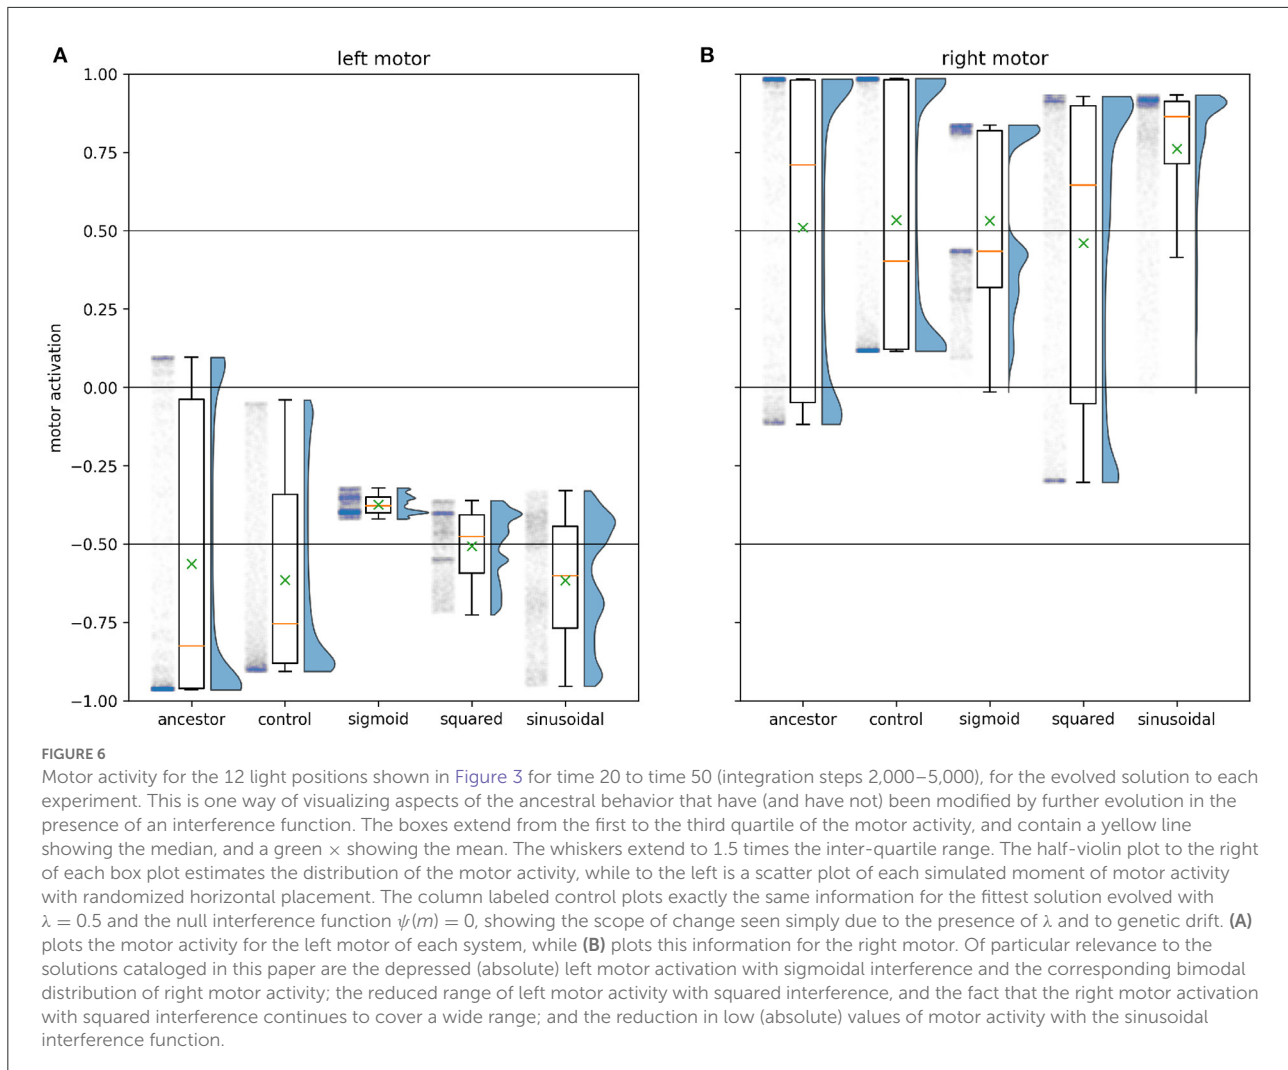 A
left motor
B
right motor
1.00
0.75
0.50
0.25
0.00
−0.25
−0.50
−0.75
−1.00
motor activation
ancestor control sigmoid squared sinusoidal
ancestor control sigmoid squared sinusoidal
FIGURE 6
Motor activity for the 12 light positions shown in Figure 3 for time 20 to time 50 (integration steps 2,000–5,000), for the evolved solution to each
experiment. This is one way of visualizing aspects of the ancestral behavior that have (and have not) been modified by further evolution in the
presence of an interference function. The boxes extend from the first to the third quartile of the motor activity, and contain a yellow line
showing the median, and a green × showing the mean. The whiskers extend to 1.5 times the inter-quartile range. The half-violin plot to the right
of each box plot estimates the distribution of the motor activity, while to the left is a scatter plot of each simulated moment of motor activity
with randomized horizontal placement. The column labeled control plots exactly the same information for the fittest solution evolved with
λ = 0.5 and the null interference function ψ(m) = 0, showing the scope of change seen simply due to the presence of λ and to genetic drift. (A)
plots the motor activity for the left motor of each system, while (B) plots this information for the right motor. Of particular relevance to the
solutions cataloged in this paper are the depressed (absolute) left motor activation with sigmoidal interference and the corresponding bimodal
distribution of right motor activity; the reduced range of left motor activity with squared interference, and the fact that the right motor activation
with squared interference continues to cover a wide range; and the reduction in low (absolute) values of motor activity with the sinusoidal
interference function.